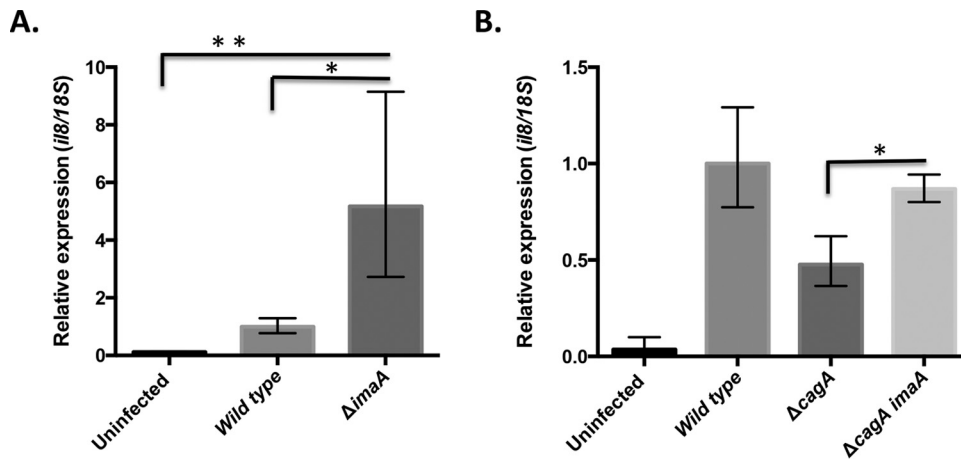 A.
**
*
Relative expression (il8/18S)
10
8
6
4
2
0
Uninfected
Wild type
ΔimaA
B.
*
Relative expression (il8/18S)
1.5
1.0
0.5
0.0
Uninfected
Wild type
ΔcagA
ΔcagA imaA